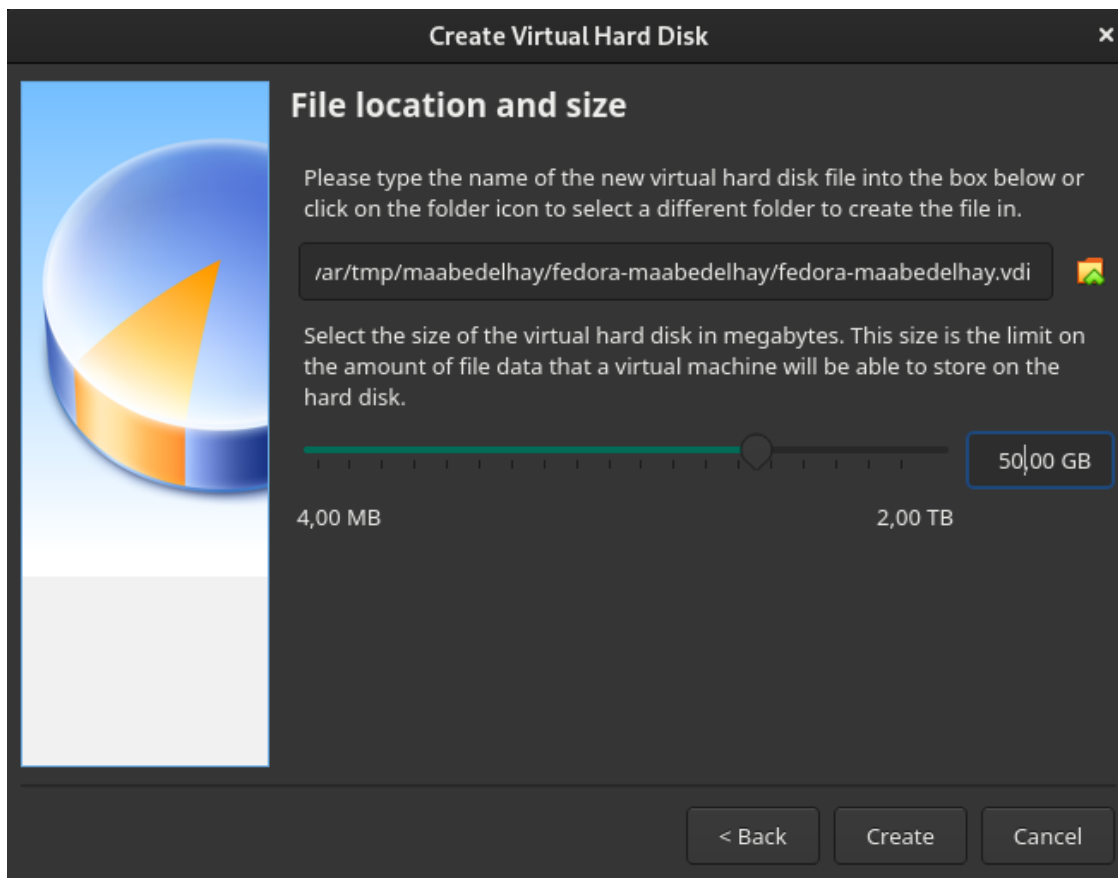 Create Virtual Hard Disk
×
File location and size
Please type the name of the new virtual hard disk file into the box below or
click on the folder icon to select a different folder to create the file in.
/ar/tmp/maabedelhay/fedora-maabedelhay/fedora-maabedelhay.vdi
Select the size of the virtual hard disk in megabytes. This size is the limit on
the amount of file data that a virtual machine will be able to store on the
hard disk.
50,00 GB
4,00 MB
2,00 TB
< Back
Create
Cancel